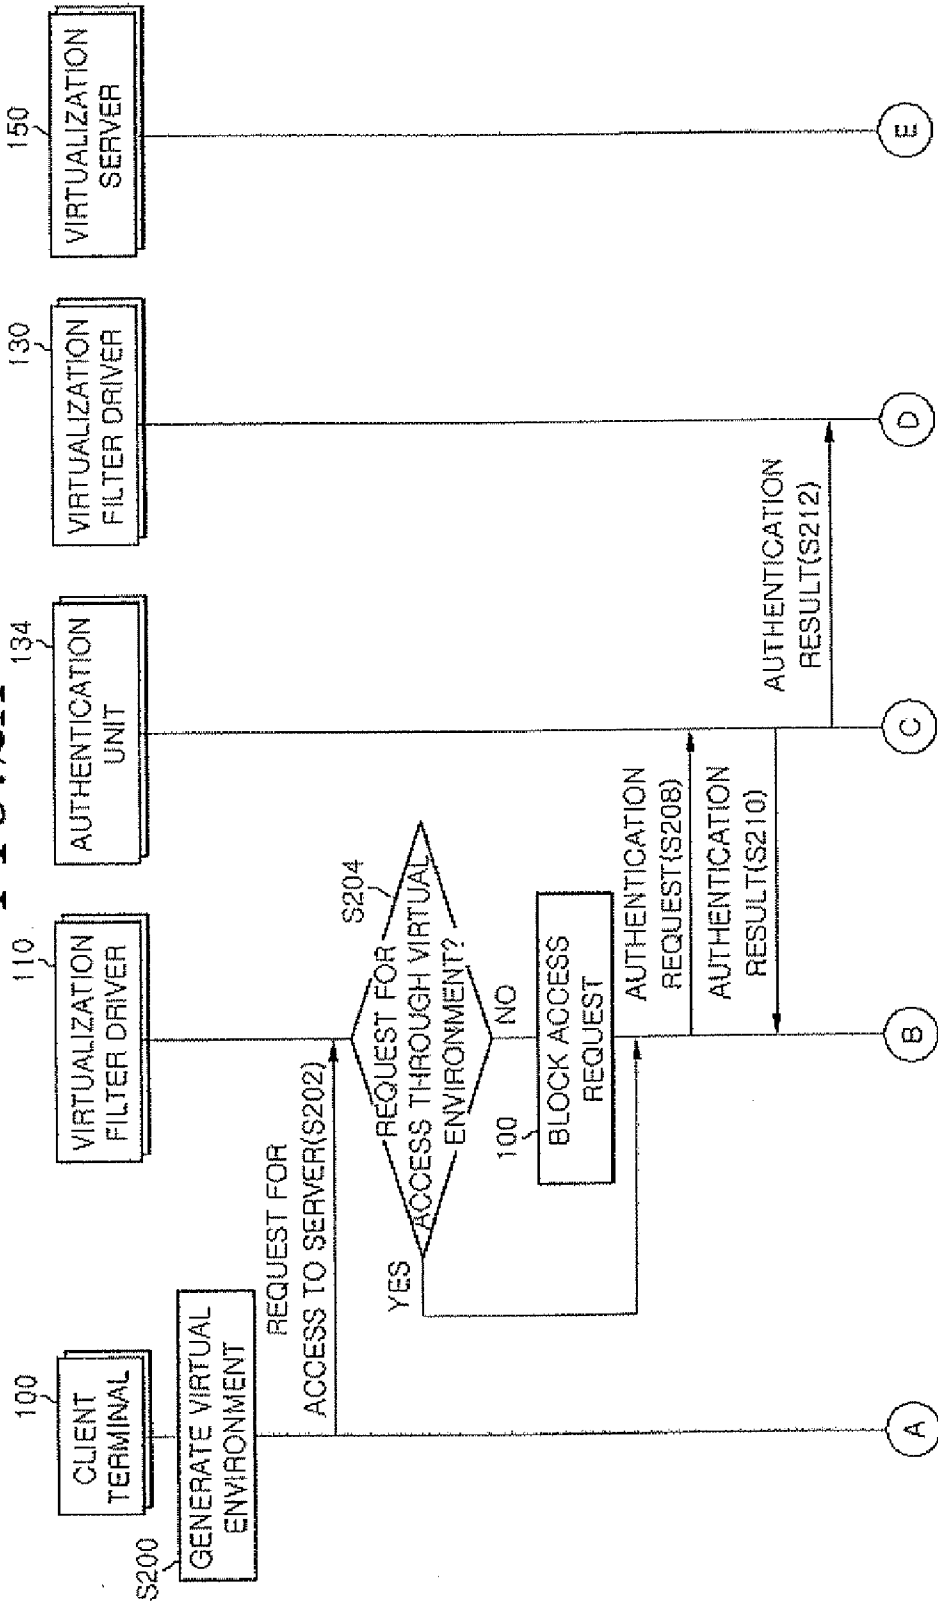 100
CLIENT
TERMINAL
110
VIRTUALIZATION
FILTER DRIVER
134
AUTHENTICATION
UNIT
130
VIRTUALIZATION
FILTER DRIVER
150
VIRTUALIZATION
SERVER
S200
GENERATE VIRTUAL
ENVIRONMENT
REQUEST FOR
ACCESS TO SERVER(S202)
S204
REQUEST FOR
ACCESS THROUGH VIRTUAL
ENVIRONMENT?
YES
NO
100
BLOCK ACCESS
REQUEST
AUTHENTICATION
REQUEST(S208)
AUTHENTICATION
RESULT(S210)
AUTHENTICATION
RESULT(S212)
A
B
C
D
E